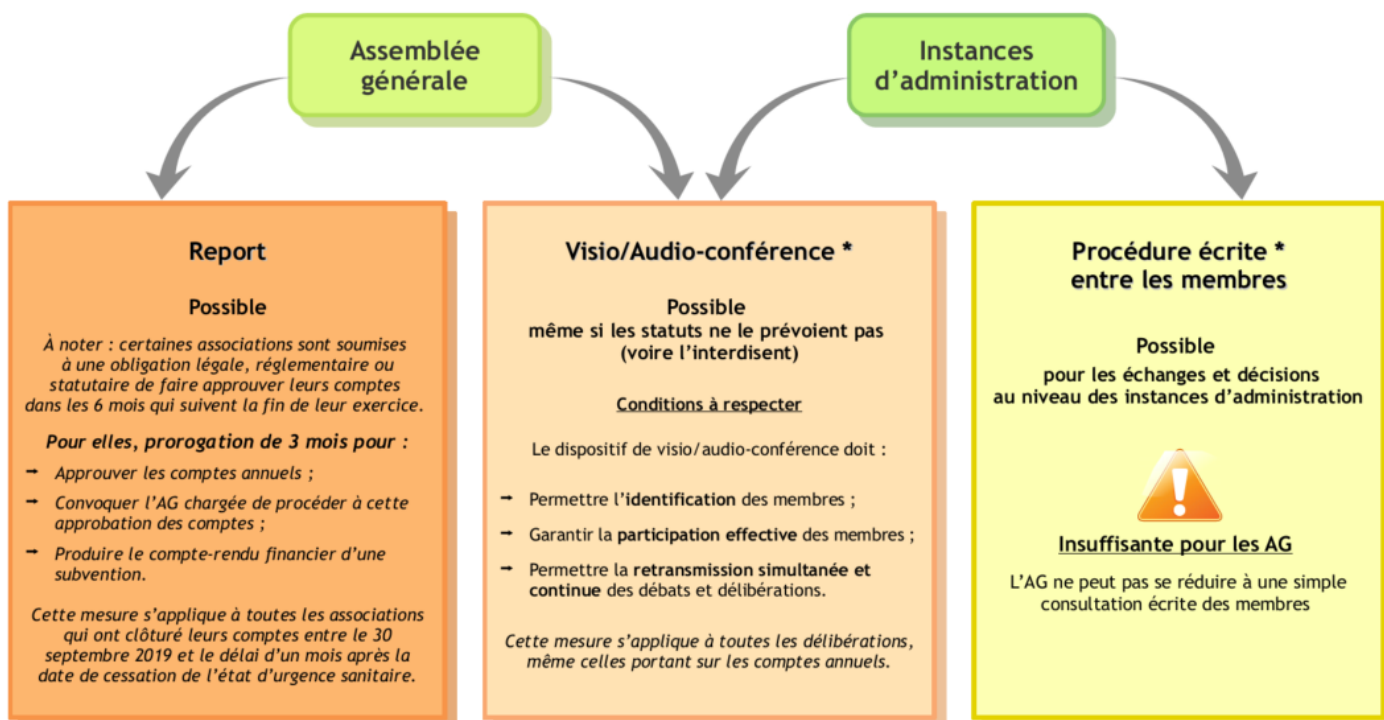 Assemblée
générale
Instances
d’administration
Report
Possible
À noter : certaines associations sont soumises
à une obligation légale, réglementaire ou
statutaire de faire approuver leurs comptes
dans les 6 mois qui suivent la fin de leur exercice.
Pour elles, prorogation de 3 mois pour :
→ Approuver les comptes annuels ;
→ Convoquer l’AG chargée de procéder à cette
approbation des comptes ;
→ Produire le compte-rendu financier d’une
subvention.
Cette mesure s’applique à toutes les associations
qui ont clôturé leurs comptes entre le 30
septembre 2019 et le délai d’un mois après la
date de cessation de l’état d’urgence sanitaire.
Visio/Audio-conférence *
Possible
même si les statuts ne le prévoient pas
(voire l’interdisent)
Conditions à respecter
Le dispositif de visio/audio-conférence doit :
→ Permettre l’identification des membres ;
→ Garantir la participation effective des membres ;
→ Permettre la retransmission simultanée et
continue des débats et délibérations.
Cette mesure s’applique à toutes les délibérations,
même celles portant sur les comptes annuels.
Procédure écrite *
entre les membres
Possible
pour les échanges et décisions
au niveau des instances d’administration
Insuffisante pour les AG
L’AG ne peut pas se réduire à une simple
consultation écrite des membres